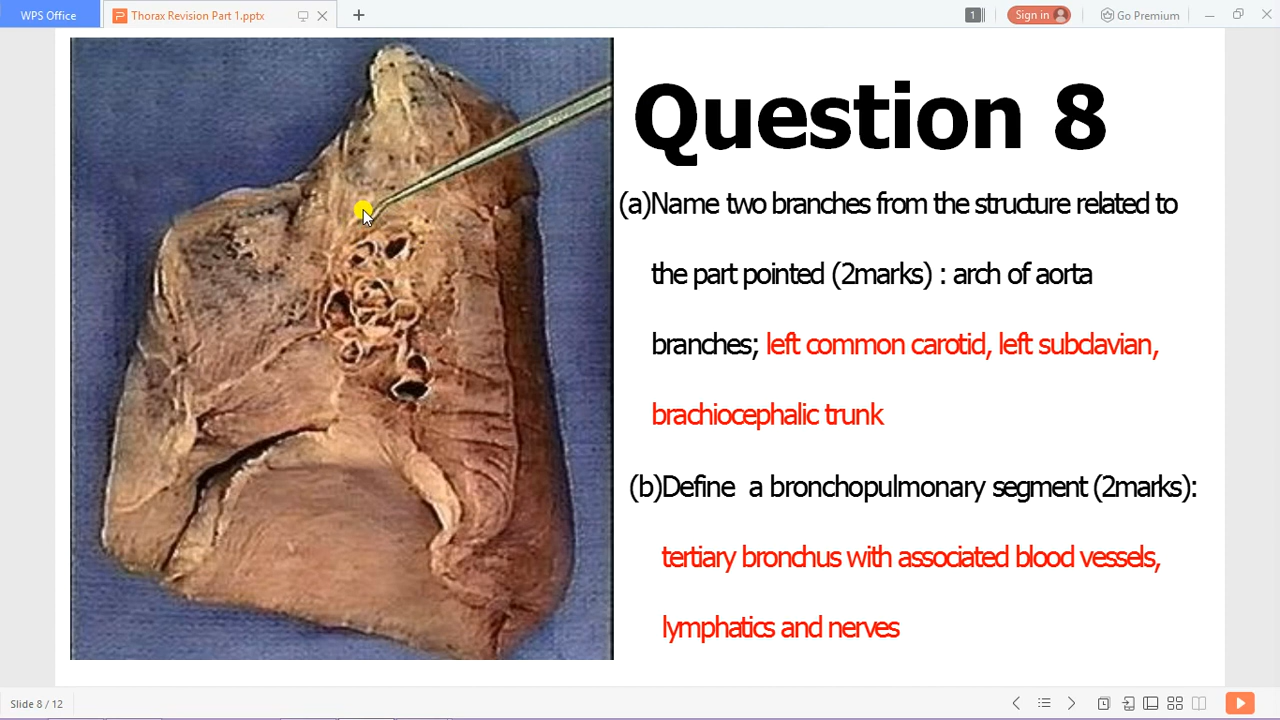 WPS Office
Thorax Revision Part 1.pptx
1
Sign in
Go Premium
Question 8
(a)Name two branches from the structure related to
the part pointed (2marks) : arch of aorta
branches; left common carotid, left subclavian,
brachiocephalic trunk
(b)Define a bronchopulmonary segment (2marks):
tertiary bronchus with associated blood vessels,
lymphatics and nerves
Slide 8 / 12